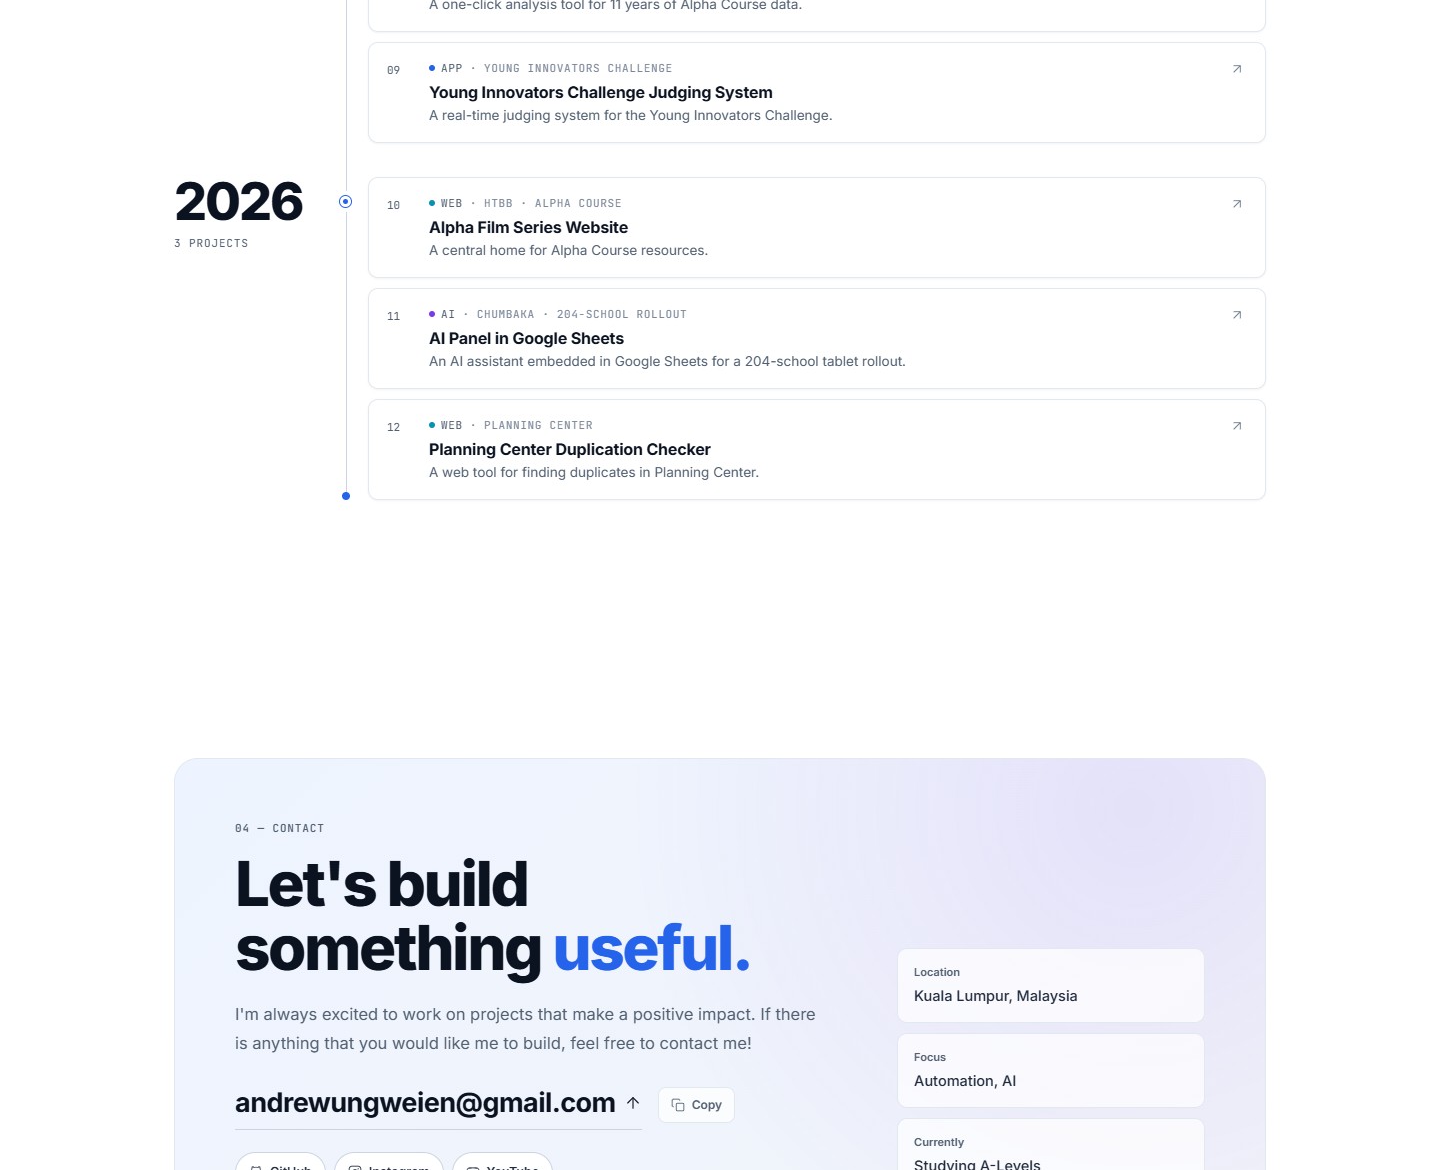 A one-click analysis tool for 11 years of Alpha Course data.
09
APP · YOUNG INNOVATORS CHALLENGE
Young Innovators Challenge Judging System
A real-time judging system for the Young Innovators Challenge.
2026
3 PROJECTS
10
WEB · HTBB · ALPHA COURSE
Alpha Film Series Website
A central home for Alpha Course resources.
11
AI · CHUMBAKA · 204-SCHOOL ROLLOUT
AI Panel in Google Sheets
An AI assistant embedded in Google Sheets for a 204-school tablet rollout.
12
WEB · PLANNING CENTER
Planning Center Duplication Checker
A web tool for finding duplicates in Planning Center.
04 — CONTACT
Let's build
something useful.
I'm always excited to work on projects that make a positive impact. If there
is anything that you would like me to build, feel free to contact me!
andrewungweien@gmail.com
Copy
GitHub
Instagram
YouTube
Location
Kuala Lumpur, Malaysia
Focus
Automation, AI
Currently
Studying A-Levels